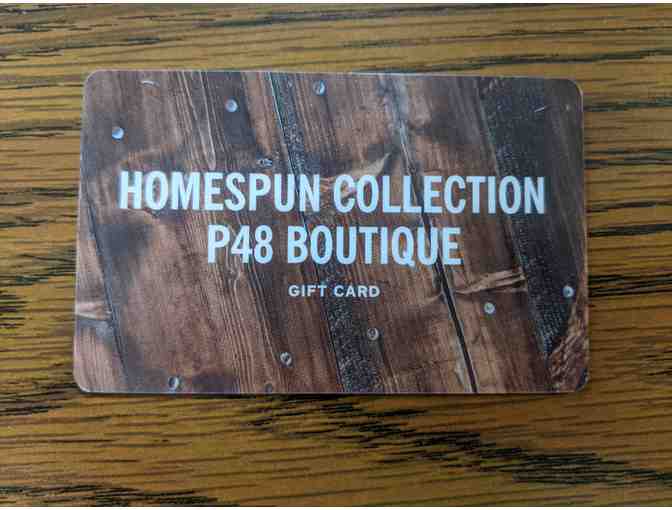 HOMESPUN COLLECTION
P48 BOUTIQUE
GIFT CARD